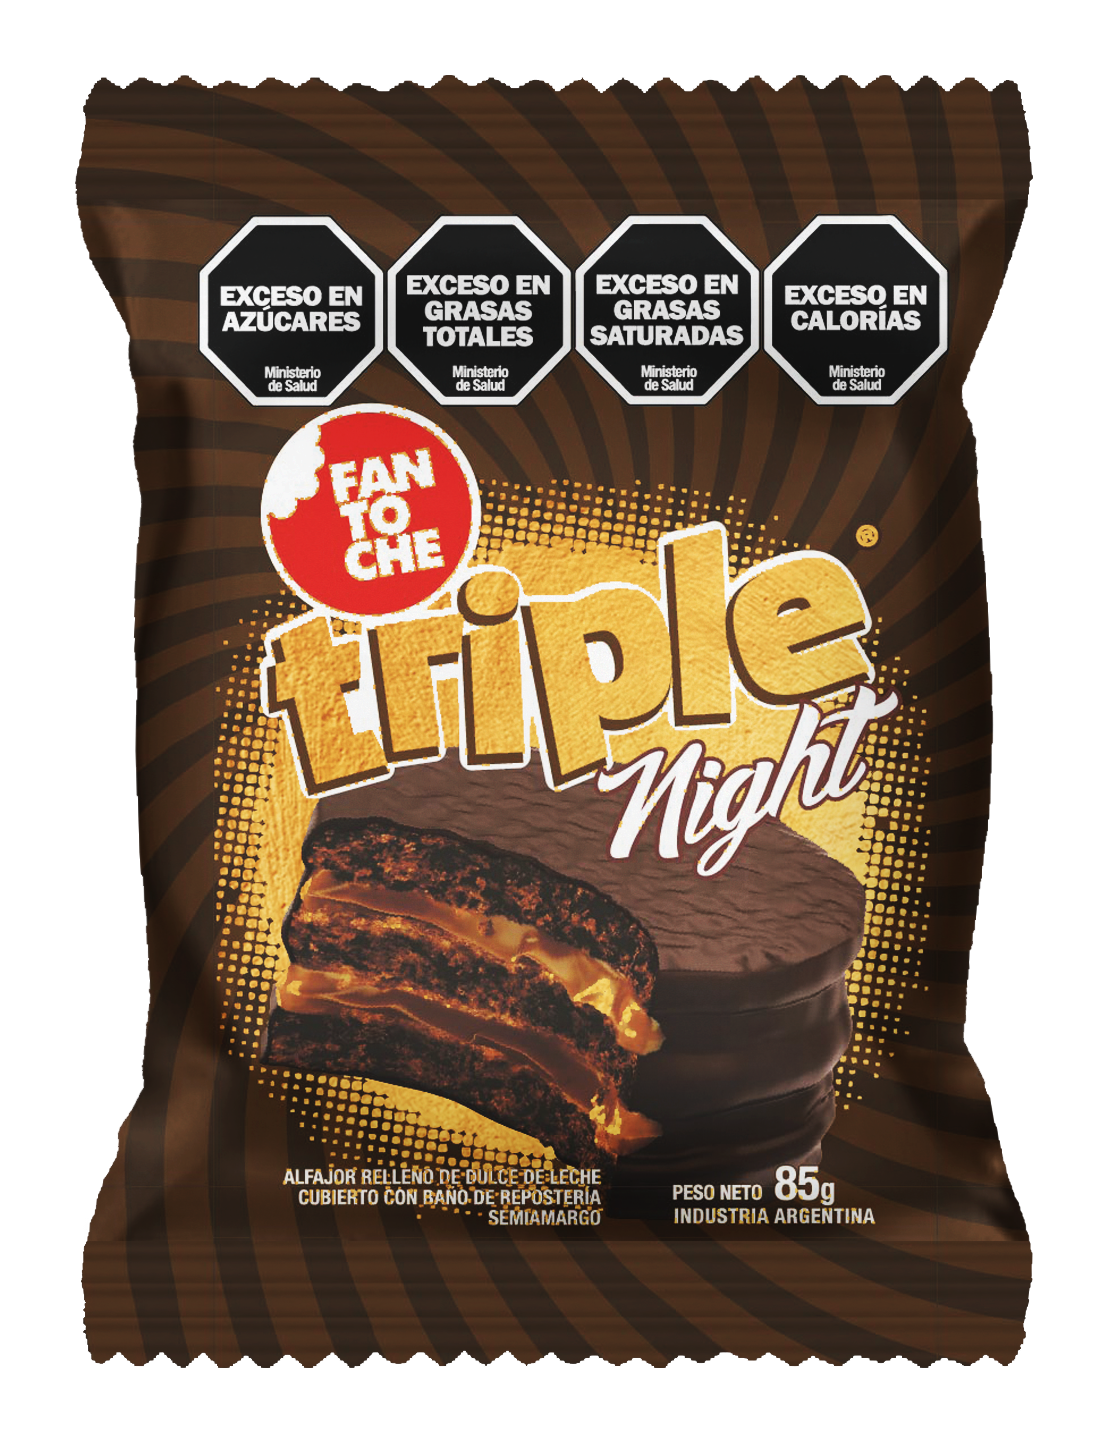 EXCESO EN
AZÚCARES
Ministerio
de Salud
EXCESO EN
GRASAS
TOTALES
Ministerio
de Salud
EXCESO EN
GRASAS
SATURADAS
Ministerio
de Salud
EXCESO EN
CALORÍAS
Ministerio
de Salud
FAN
TO
CHE
triple
®
Night
ALFAJOR RELLENO DE DULCE DE LECHE
CUBIERTO CON BAÑO DE REPOSTERÍA
SEMIAMARGO
PESO NETO 85g
INDUSTRIA ARGENTINA